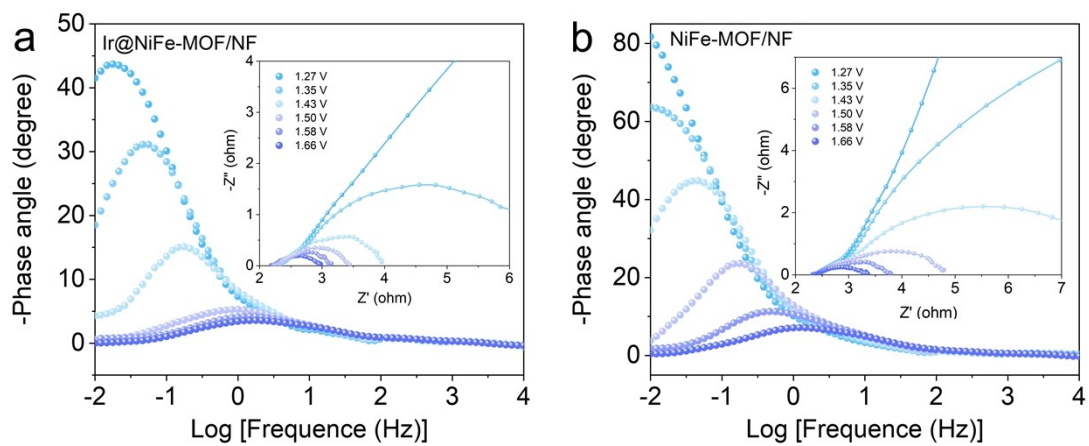 a
Ir@NiFe-MOF/NF
-Phase angle (degree)
50
40
30
20
10
0
-2
-1
0
1
2
3
4
Log [Frequence (Hz)]
-Z" (ohm)
4
3
2
1
0
2
3
4
5
6
Z' (ohm)
1.27 V
1.35 V
1.43 V
1.50 V
1.58 V
1.66 V
b
NiFe-MOF/NF
-Phase angle (degree)
80
60
40
20
0
-2
-1
0
1
2
3
4
Log [Frequence (Hz)]
-Z" (ohm)
6
4
2
0
2
3
4
5
6
7
Z' (ohm)
1.27 V
1.35 V
1.43 V
1.50 V
1.58 V
1.66 V